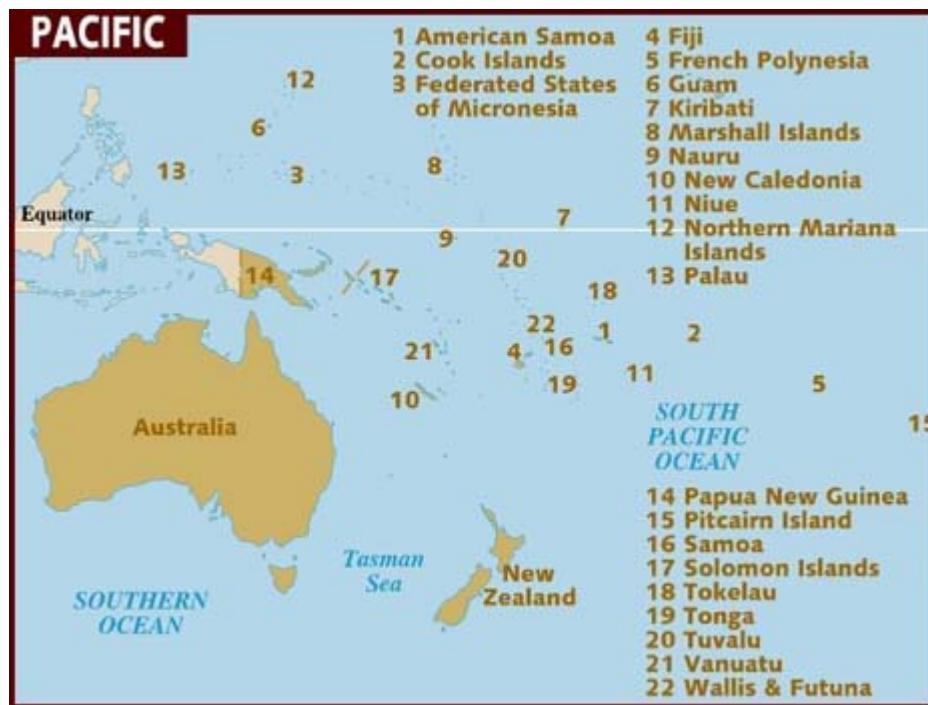 PACIFIC
1 American Samoa
2 Cook Islands
3 Federated States
of Micronesia
4 Fiji
5 French Polynesia
6 Guam
7 Kiribati
8 Marshall Islands
9 Nauru
10 New Caledonia
11 Niue
12 Northern Mariana
Islands
13 Palau
12
6
13
3
8
Equator
7
9
20
14
17
18
22
1
2
21
4
16
10
19
11
5
15
Australia
SOUTH
PACIFIC
OCEAN
Tasman
Sea
New
Zealand
SOUTHERN
OCEAN
14 Papua New Guinea
15 Pitcairn Island
16 Samoa
17 Solomon Islands
18 Tokelau
19 Tonga
20 Tuvalu
21 Vanuatu
22 Wallis & Futuna